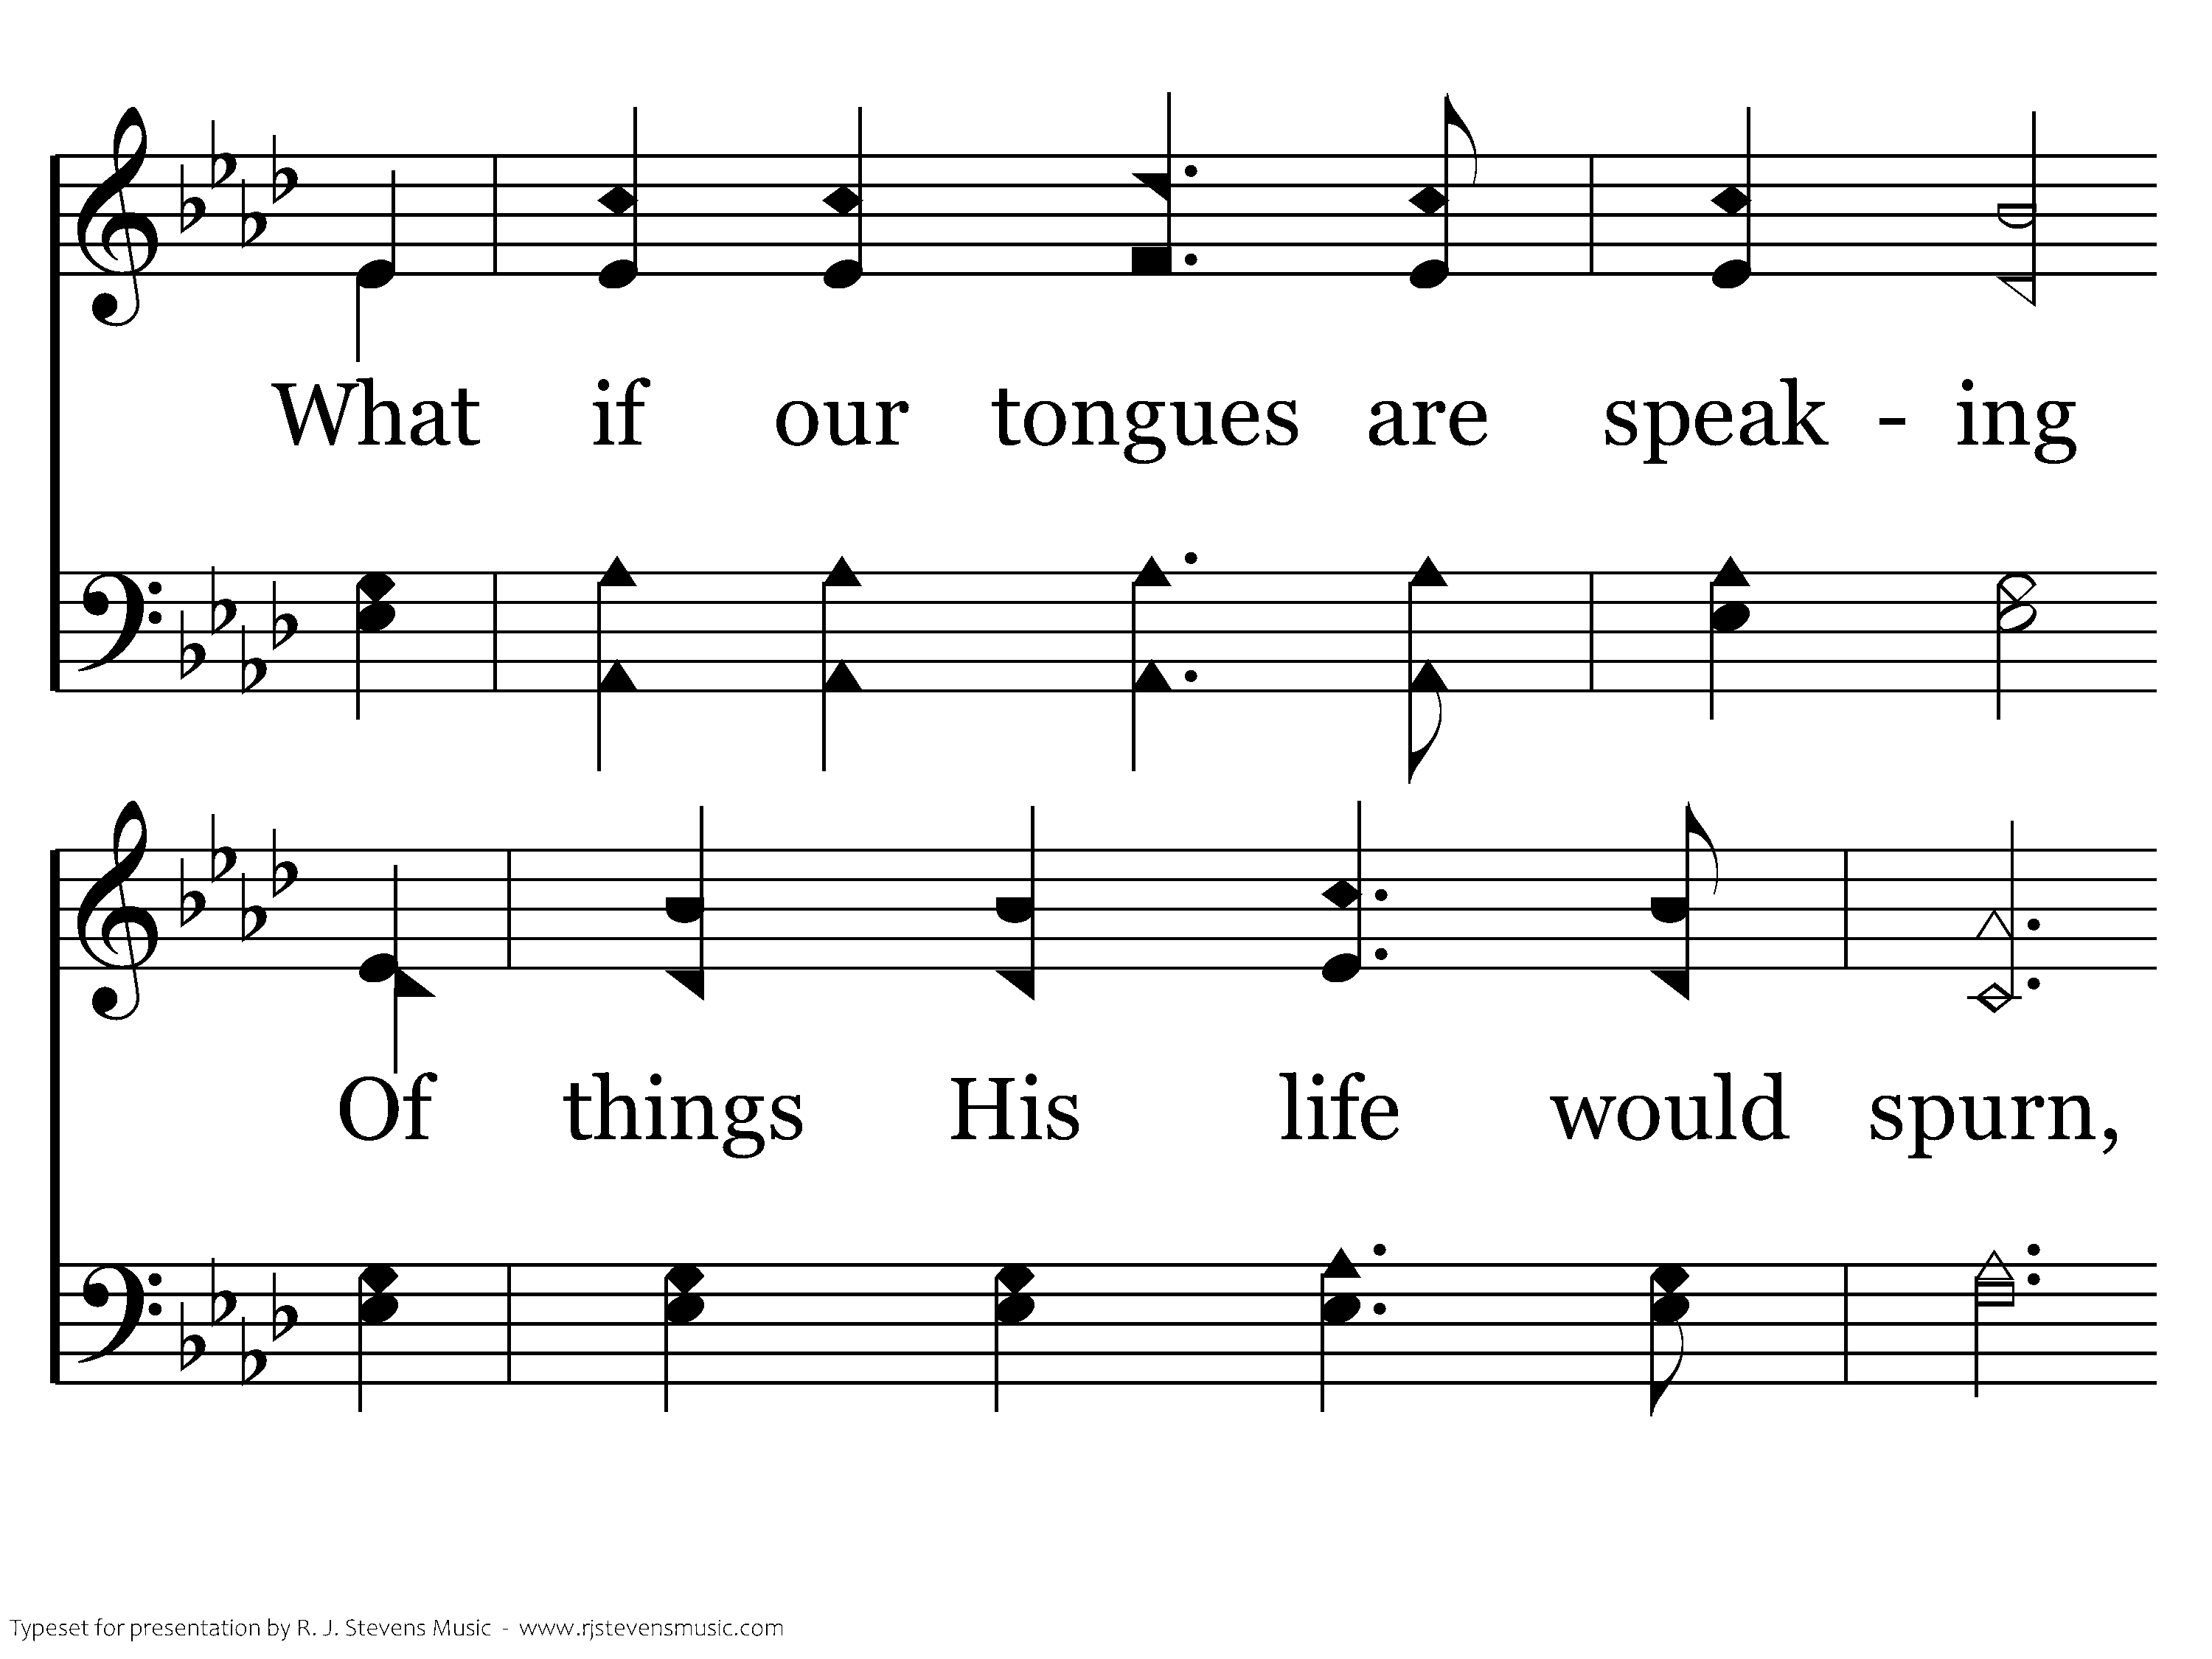 What if our tongues are speak - ing
Of things His life would spurn,
Typeset for presentation by R. J. Stevens Music - www.rjstevensmusic.com